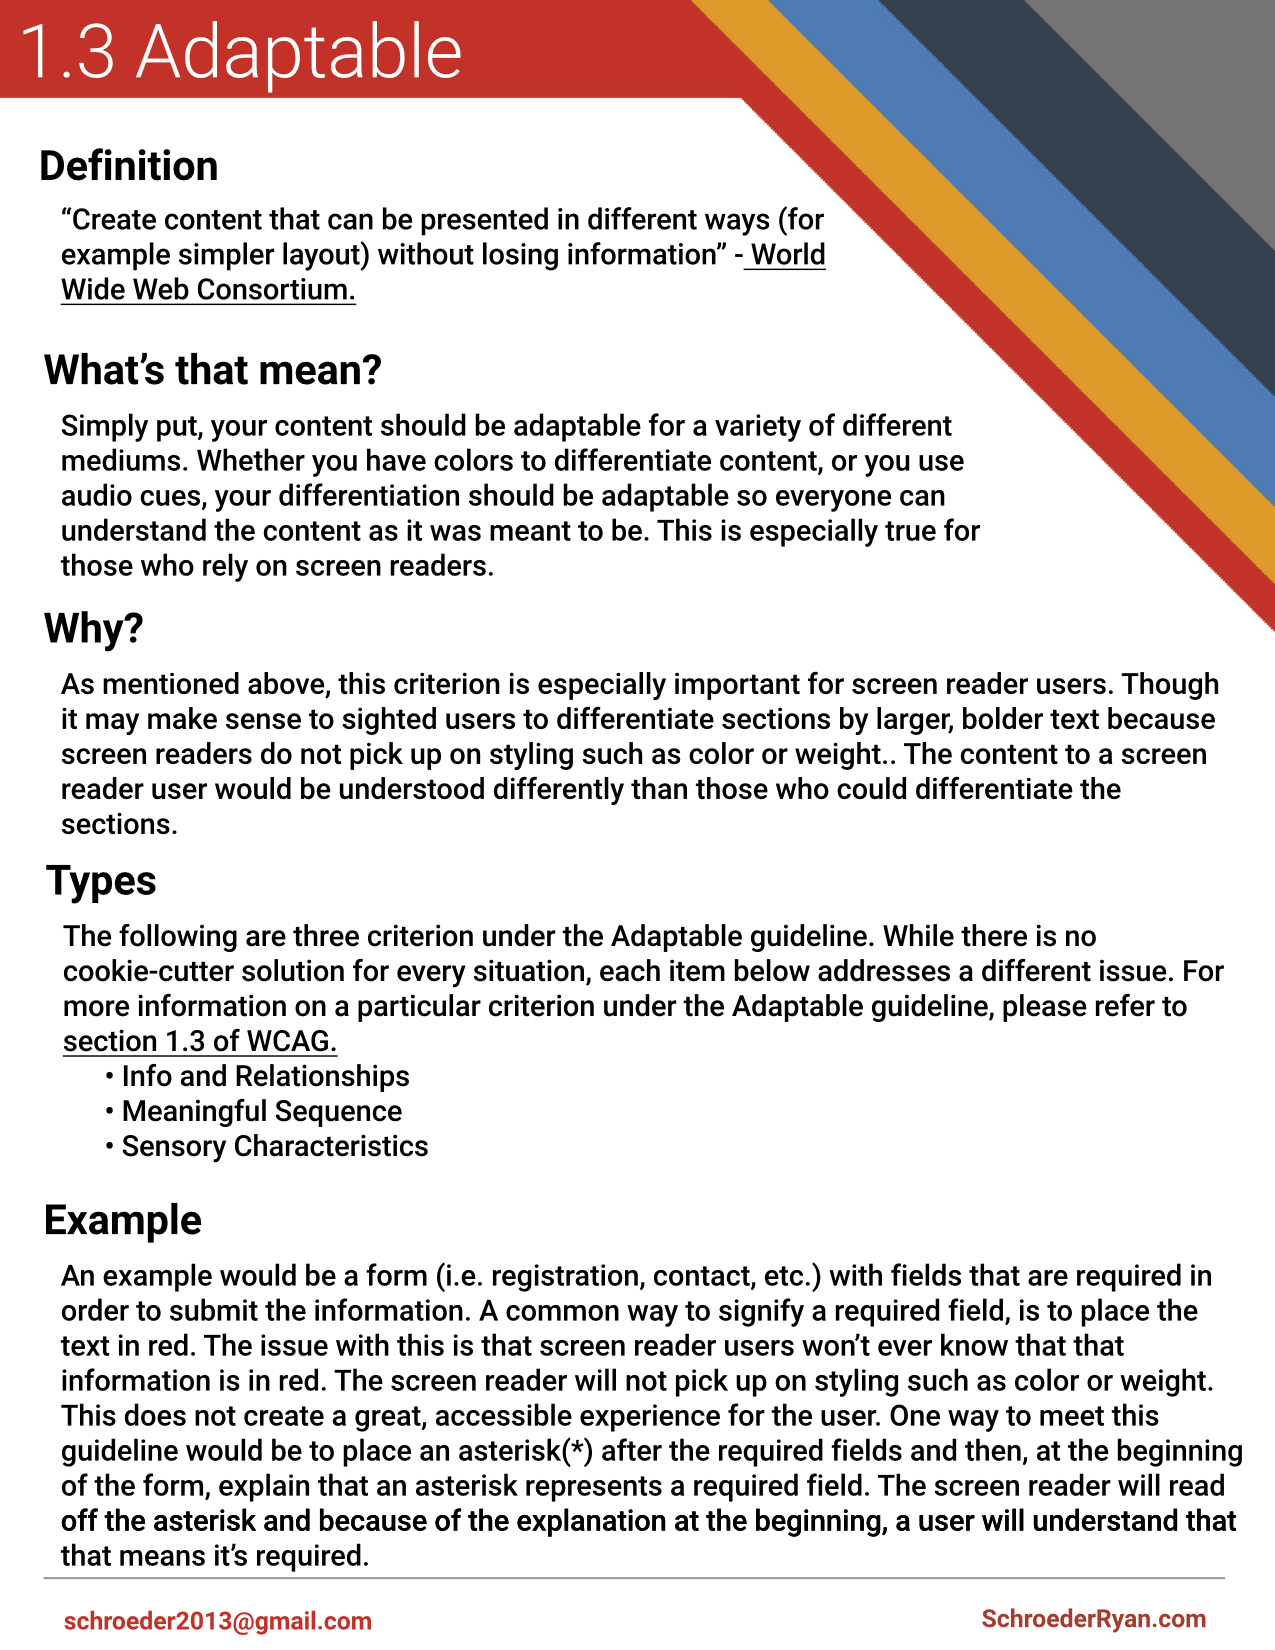 1.3 Adaptable
Definition
“Create content that can be presented in different ways (for
example simpler layout) without losing information” - World
Wide Web Consortium.
What’s that mean?
Simply put, your content should be adaptable for a variety of different
mediums. Whether you have colors to differentiate content, or you use
audio cues, your differentiation should be adaptable so everyone can
understand the content as it was meant to be. This is especially true for
those who rely on screen readers.
Why?
As mentioned above, this criterion is especially important for screen reader users. Though
it may make sense to sighted users to differentiate sections by larger, bolder text because
screen readers do not pick up on styling such as color or weight.. The content to a screen
reader user would be understood differently than those who could differentiate the
sections.
Types
The following are three criterion under the Adaptable guideline. While there is no
cookie-cutter solution for every situation, each item below addresses a different issue. For
more information on a particular criterion under the Adaptable guideline, please refer to
section 1.3 of WCAG.
• Info and Relationships
• Meaningful Sequence
• Sensory Characteristics
Example
An example would be a form (i.e. registration, contact, etc.) with fields that are required in
order to submit the information. A common way to signify a required field, is to place the
text in red. The issue with this is that screen reader users won’t ever know that that
information is in red. The screen reader will not pick up on styling such as color or weight.
This does not create a great, accessible experience for the user. One way to meet this
guideline would be to place an asterisk(*) after the required fields and then, at the beginning
of the form, explain that an asterisk represents a required field. The screen reader will read
off the asterisk and because of the explanation at the beginning, a user will understand that
that means it’s required.
schroeder2013@gmail.com
SchroederRyan.com